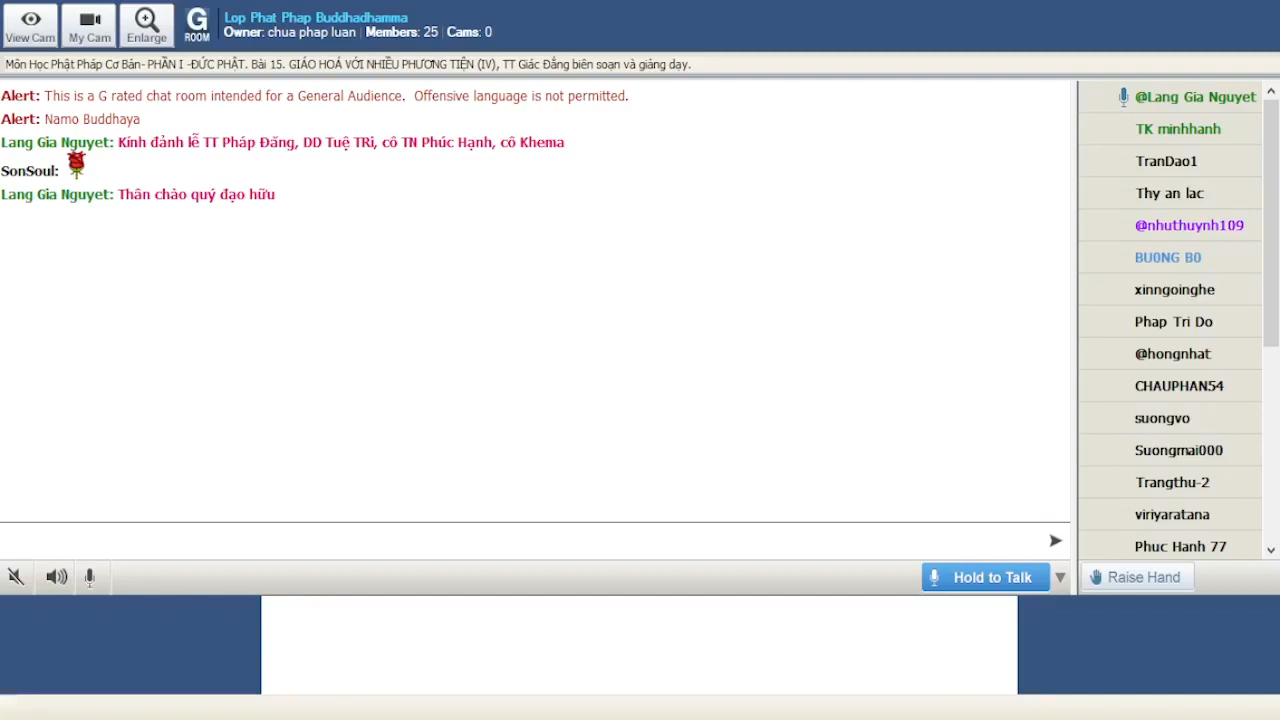 View Cam
My Cam
Enlarge
G
ROOM
Lop Phat Phap Buddhadhamma
Owner: chua phap luan | Members: 25 | Cams: 0
Môn Học Phật Pháp Cơ Bản- PHẦN I -ĐỨC PHẬT. Bài 15. GIÁO HOÁ VỚI NHIỀU PHƯƠNG TIỆN (IV), TT Giác Đẳng biên soạn và giảng dạy.
Alert: This is a G rated chat room intended for a General Audience.  Offensive language is not permitted.
Alert: Namo Buddhaya
Lang Gia Nguyet: Kính đảnh lễ TT Pháp Đăng, DD Tuệ TRi, cô TN Phúc Hạnh, cô Khema
SonSoul:
Lang Gia Nguyet: Thân chào quý đạo hữu
@Lang Gia Nguyet
TK minhhanh
TranDao1
Thy an lac
@nhuthuynh109
BU0NG B0
xinngoinghe
Phap Tri Do
@hongnhat
CHAUPHAN54
suongvo
Suongmai000
Trangthu-2
viriyaratana
Phuc Hanh 77
Hold to Talk
Raise Hand